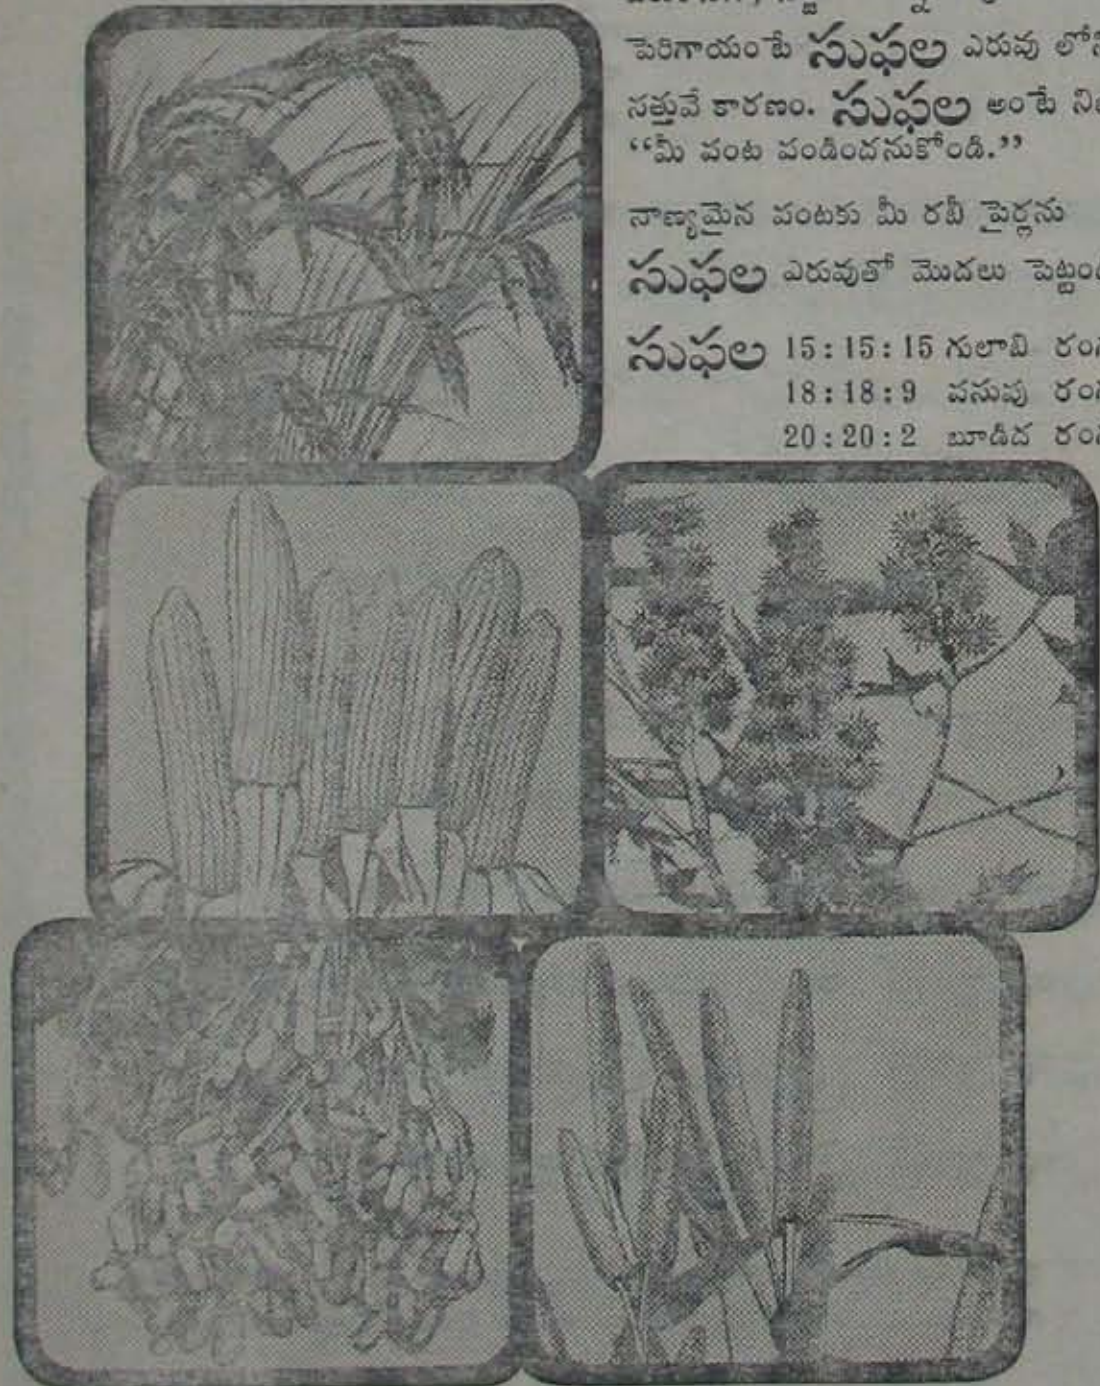 పెరిగాయంటే సుఫల ఎరువు లోని
సత్తువే కారణం. సుఫల అంటే
“మీ పంట పండిందనుకోండి.”
నాణ్యమైన పంటకు మీ రబీ పైర్లను
సుఫల ఎరువుతో మొదలు పెట్టండి
సుఫల 15:15:15 గులాబి రంగు
18:18:9 పసుపు రంగు
20:20:2 బూడిద రంగు